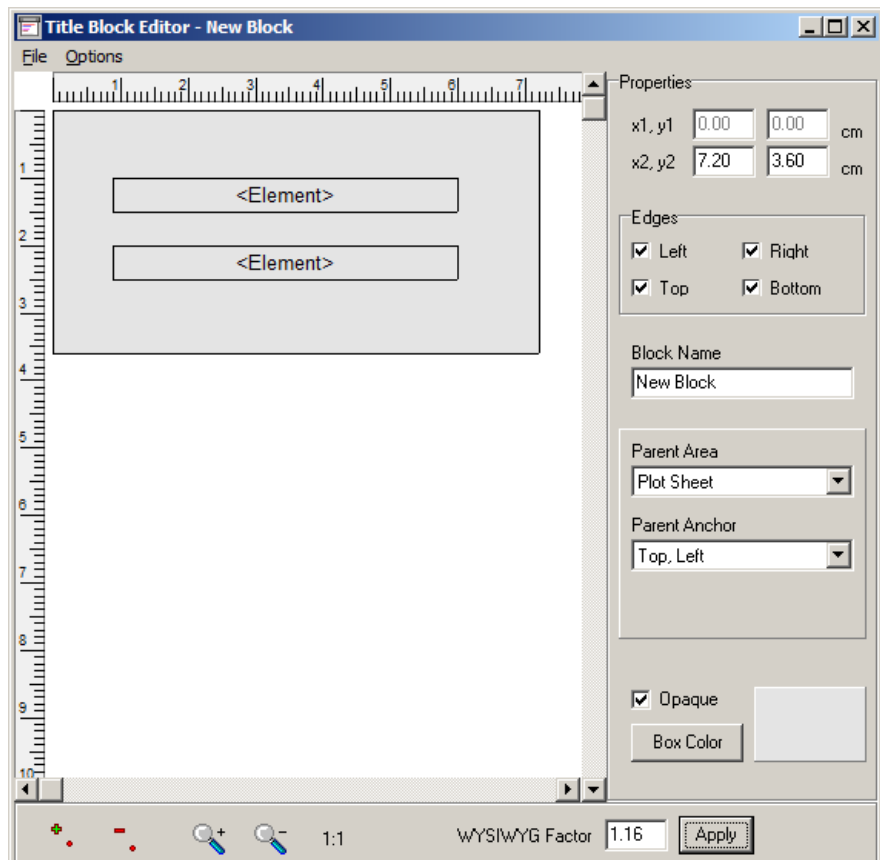 Title Block Editor - New Block
File Options
1 2 3 4 5 6 7
Properties
x1, y1 0.00 0.00 cm
x2, y2 7.20 3.60 cm
1
<Element>
2
<Element>
3
4
5
6
7
8
9
10
Edges
Left Right
Top Bottom
Block Name
New Block
Parent Area
Plot Sheet
Parent Anchor
Top, Left
Opaque
Box Color
1:1 WYSIWYG Factor 1.16 Apply